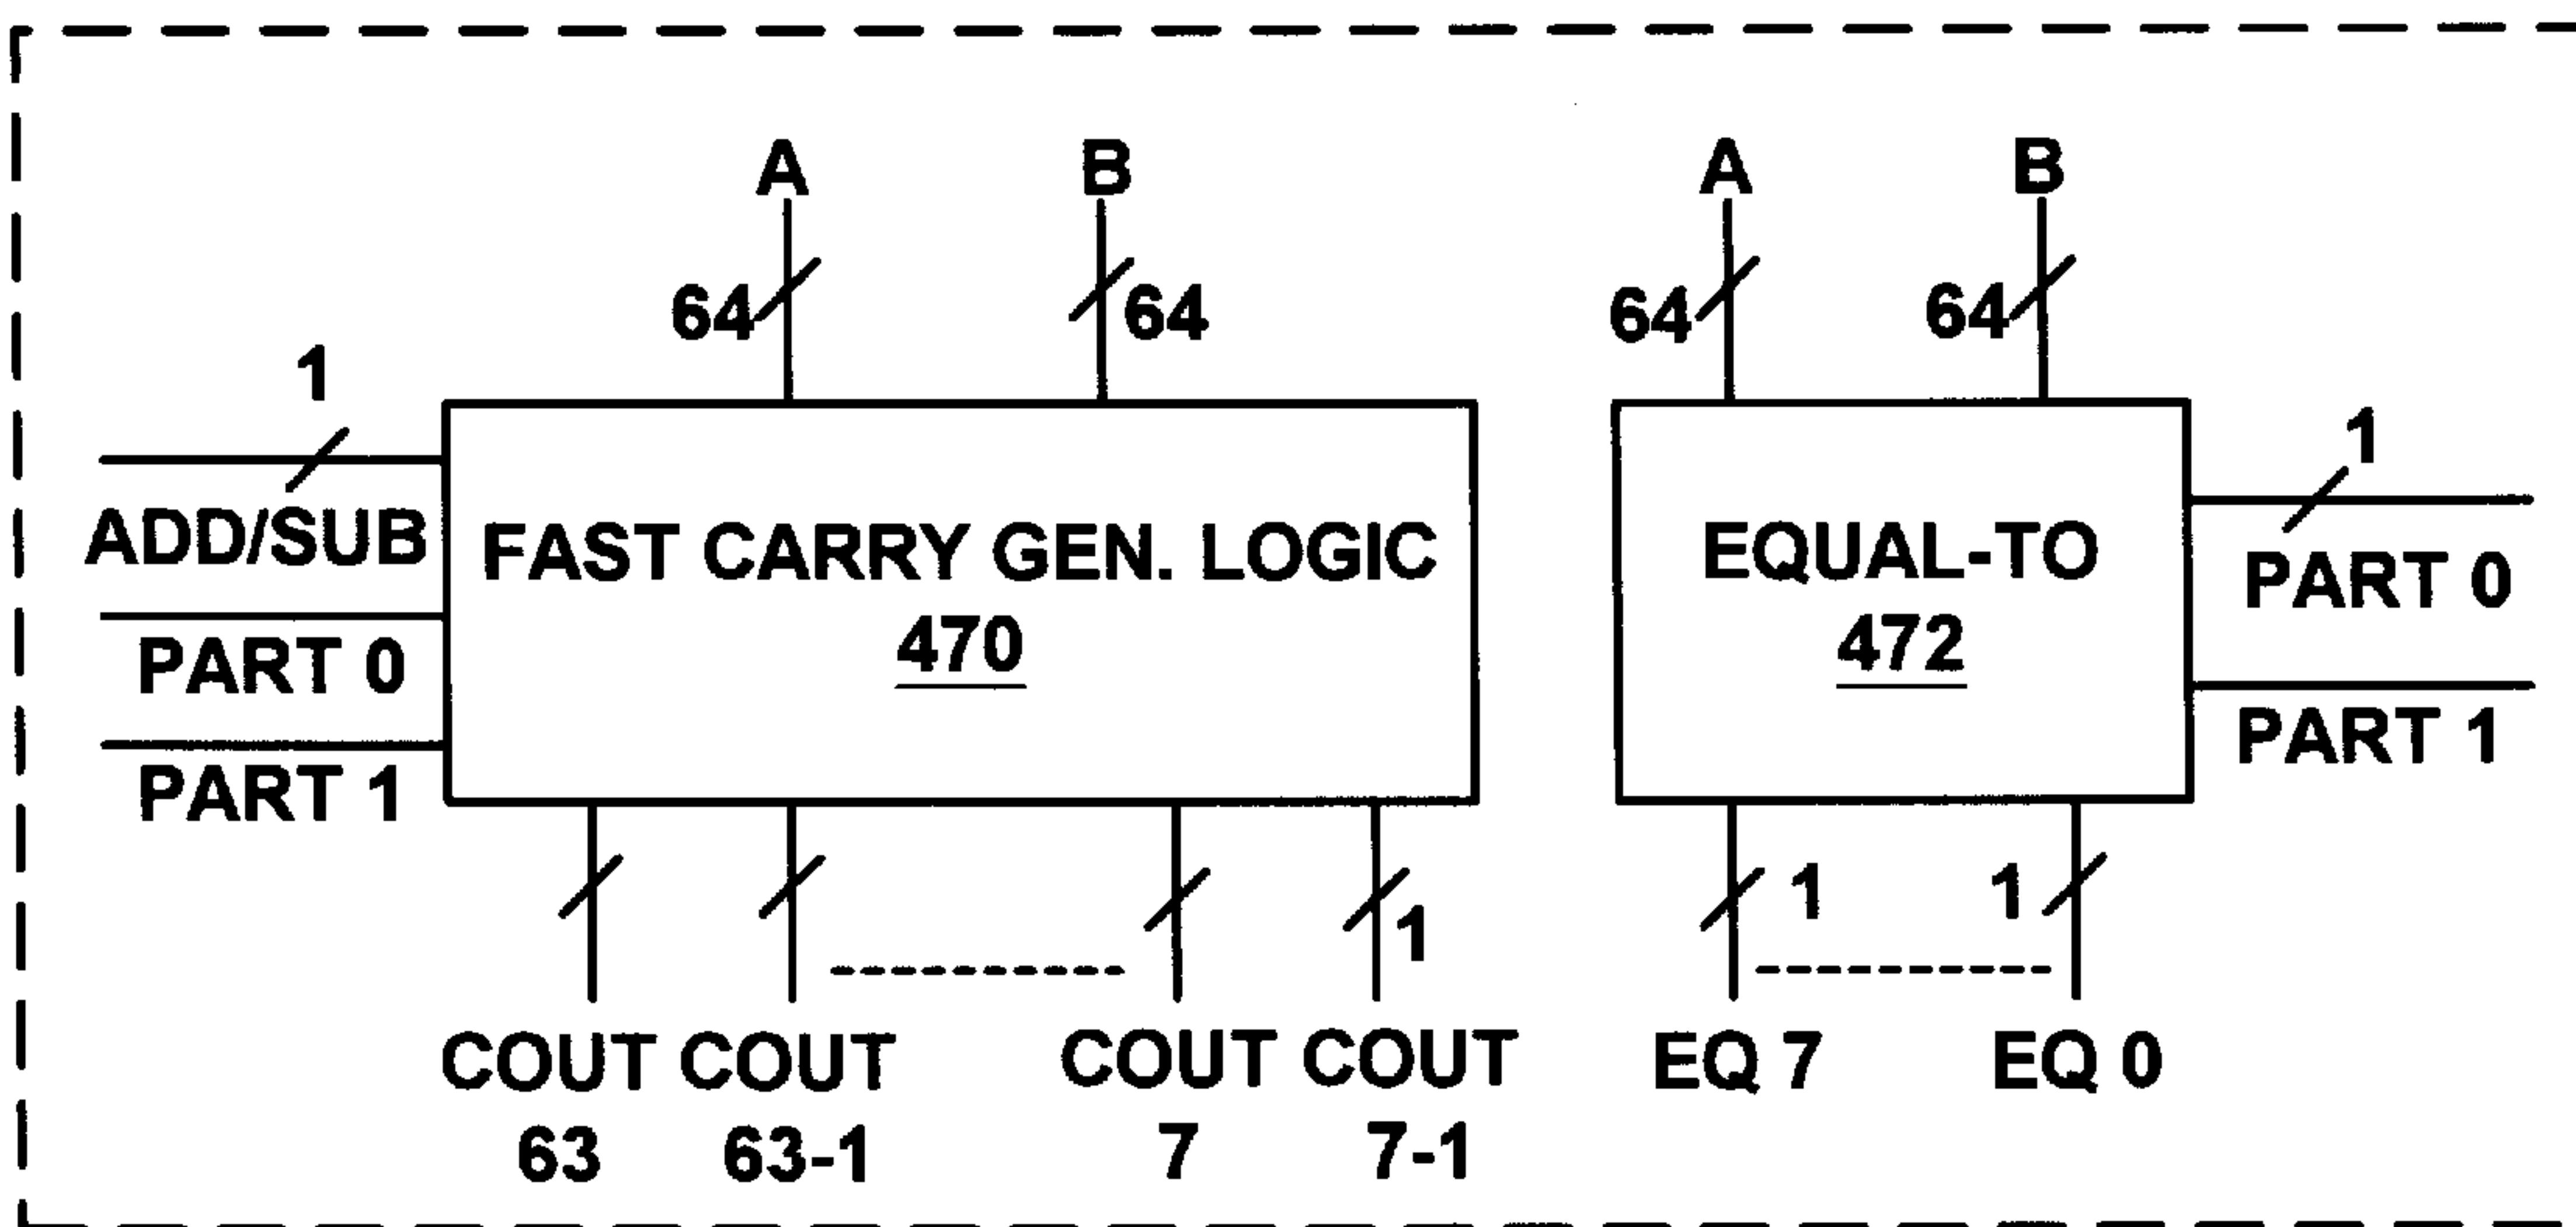 A B A B
64 64 64 64
1
1
ADD/SUB
FAST CARRY GEN. LOGIC
470
EQUAL-TO
472
PART 0
PART 0
PART 1
PART 1
1
1 1
COUT 63
COUT 63-1
COUT 7
COUT 7-1
EQ 7
EQ 0